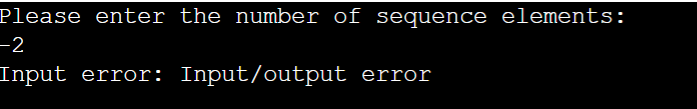 Please enter the number of sequence elements:
-2
Input error: Input/output error